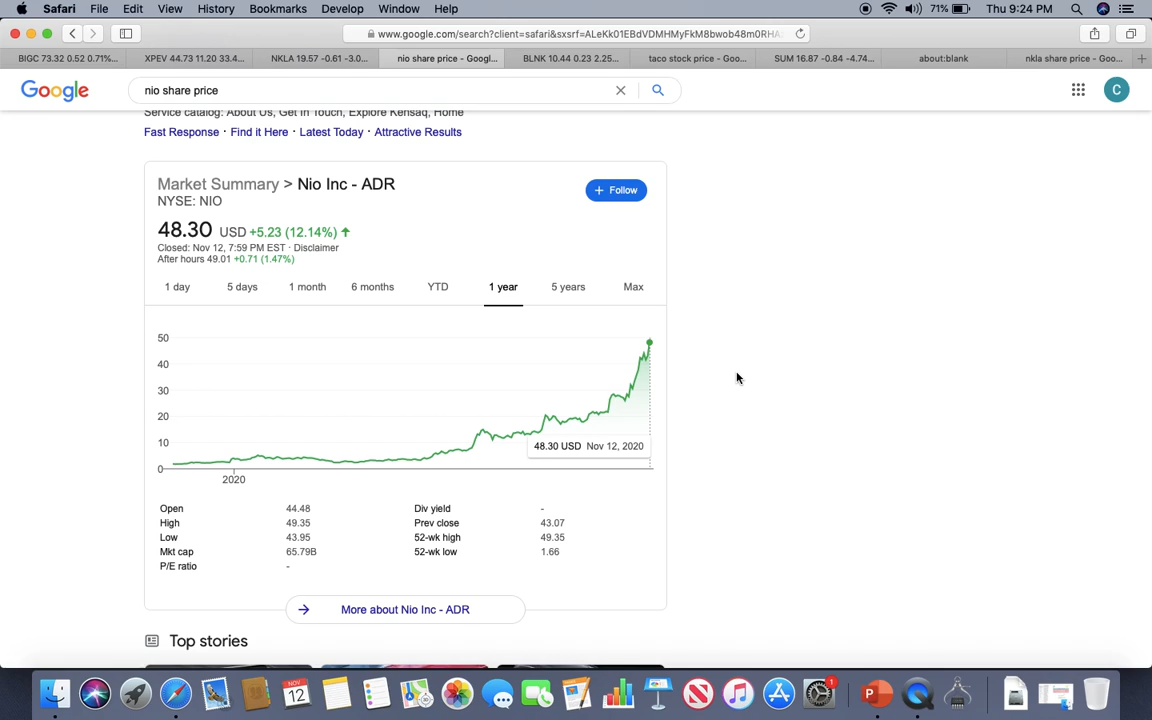 Safari File Edit View History Bookmarks Develop Window Help 71% Thu 9:24 PM
www.google.com/search?client=safari&sxsrf=ALeKk01EBdVDMHMyFkM8bwob48m0RHA
BIGC 73.32 0.52 0.71%... XPEV 44.73 11.20 33.4... NKLA 19.57 -0.61 -3.0... nio share price - Googl... BLNK 10.44 0.23 2.25... taco stock price - Goo... SUM 16.87 -0.84 -4.74... about:blank nkla share price - Goo...
Google nio share price C
Service catalog: About Us, Get In Touch, Explore Kensaq, Home
Fast Response · Find it Here · Latest Today · Attractive Results
Market Summary > Nio Inc - ADR
NYSE: NIO
+ Follow
48.30 USD +5.23 (12.14%) ↑
Closed: Nov 12, 7:59 PM EST · Disclaimer
After hours 49.01 +0.71 (1.47%)
1 day 5 days 1 month 6 months YTD 1 year 5 years Max
50
40
30
20
10
0
48.30 USD Nov 12, 2020
2020
Open 44.48 Div yield -
High 49.35 Prev close 43.07
Low 43.95 52-wk high 49.35
Mkt cap 65.79B 52-wk low 1.66
P/E ratio -
→ More about Nio Inc - ADR
Top stories
NOV
12
1